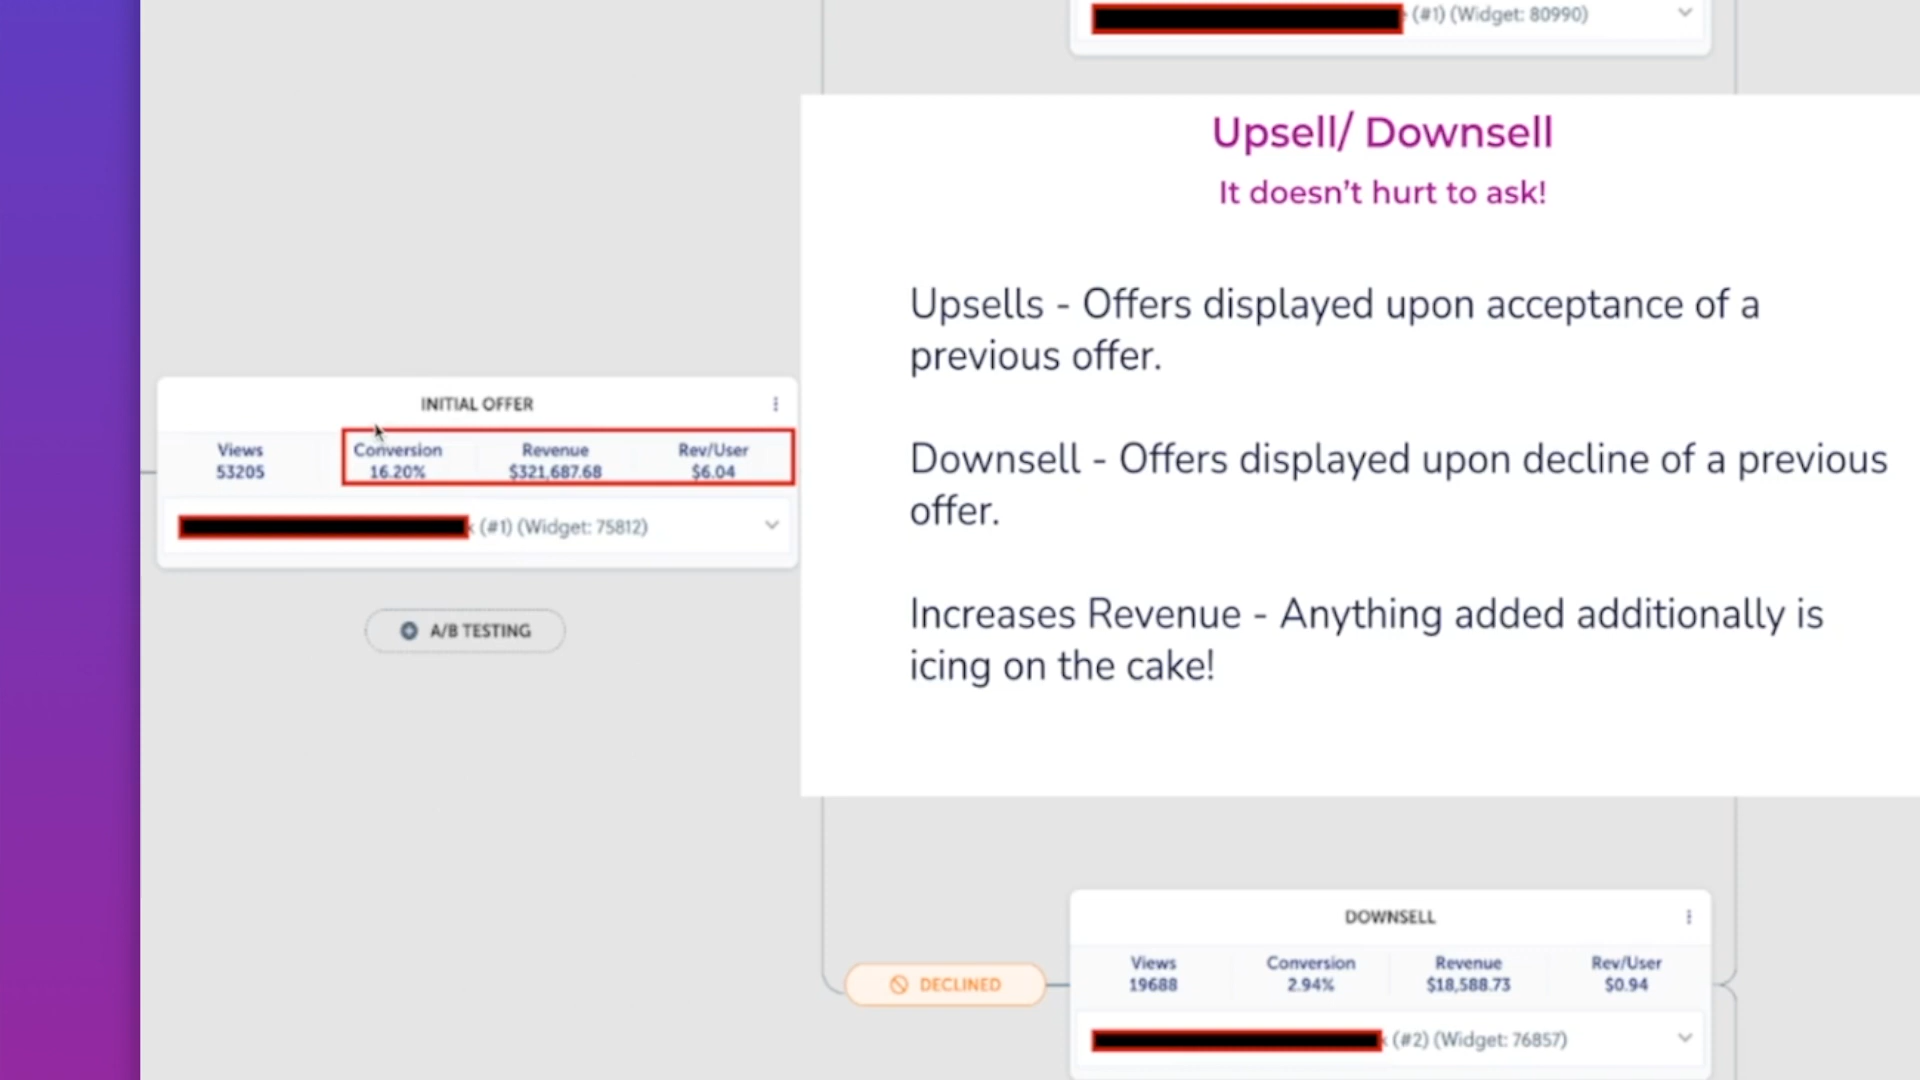 (#1) (Widget: 80990)
Upsell/ Downsell
It doesn't hurt to ask!
Upsells - Offers displayed upon acceptance of a
previous offer.
Downsell - Offers displayed upon decline of a previous
offer.
Increases Revenue - Anything added additionally is
icing on the cake!
INITIAL OFFER
Views Conversion Revenue Rev/User
53205 16.20% $321,687.68 $6.04
(#1) (Widget: 75812)
A/B TESTING
DECLINED
DOWNSELL
Views Conversion Revenue Rev/User
19688 2.94% $18,588.73 $0.94
(#2) (Widget: 76857)